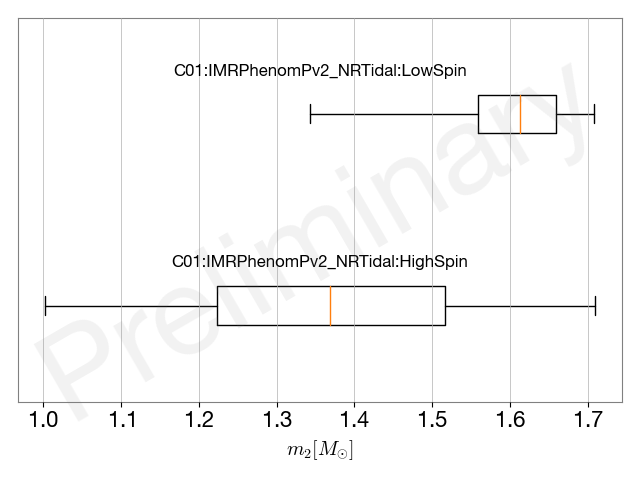 C01:IMRPhenomPv2_NRTidal:LowSpin
Preliminary
C01:IMRPhenomPv2_NRTidal:HighSpin
1.0 1.1 1.2 1.3 1.4 1.5 1.6 1.7
m₂[M☉]